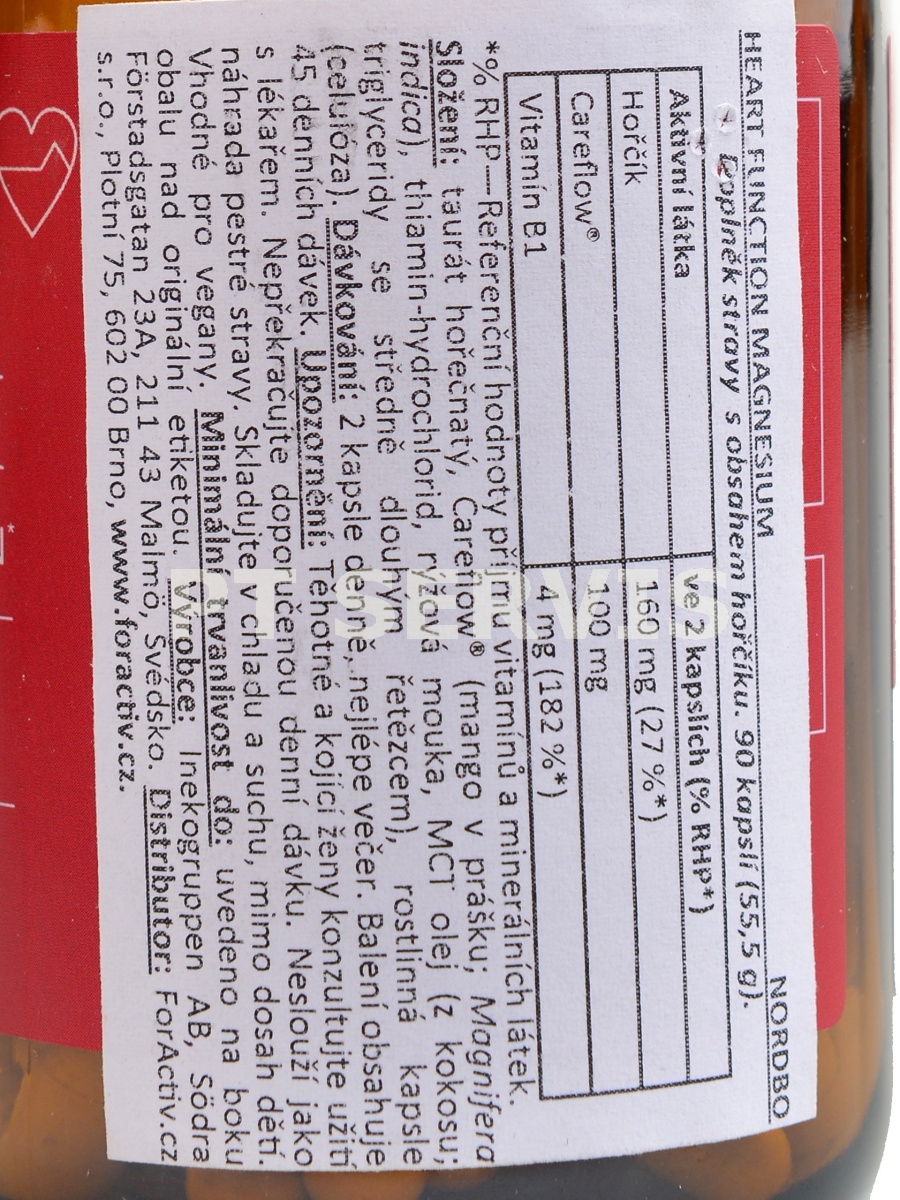 HEART FUNCTION MAGNESIUM NORDBO
Doplněk stravy s obsahem hořčíku. 90 kapslí (55,5 g).
Aktivní látka ve 2 kapslích (% RHP*)
Hořčík 160 mg (27 %*)
Careflow® 100 mg
Vitamín B1 4 mg (182 %*)
*% RHP—Referenční hodnoty příjmu vitamínů a minerálních látek.
Složení: taurát hořečnatý, Careflow® (mango v prášku; Magnifera
indica), thiamin-hydrochlorid, rýžová mouka, MCT olej (z kokosu;
triglyceridy se středně dlouhým řetězcem), rostlinná kapsle
(celulóza). Dávkování: 2 kapsle denně, nejlépe večer. Balení obsahuje
45 denních dávek. Upozornění: Těhotné a kojící ženy konzultujte užití
s lékařem. Nepřekračujte doporučenou denní dávku. Neslouží jako
náhrada pestré stravy. Skladujte v chladu a suchu, mimo dosah dětí.
Vhodné pro vegany. Minimální trvanlivost do: uvedeno na boku
obalu nad originální etiketou. Výrobce: Inekogruppen AB, Södra
Förstadsgatan 23A, 211 43 Malmö, Švédsko. Distributor: ForActiv.cz
s.r.o., Plotní 75, 602 00 Brno, www.foractiv.cz.
PT SERVIS